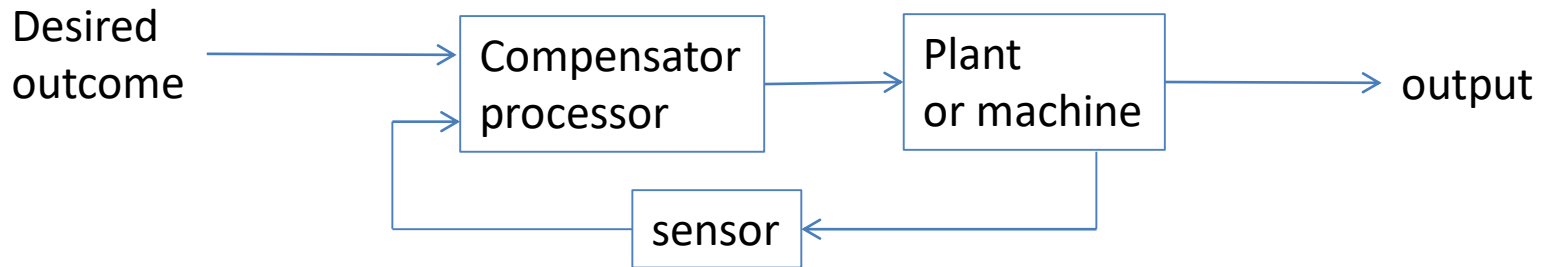 Desired
outcome
Compensator
processor
Plant
or machine
output
sensor